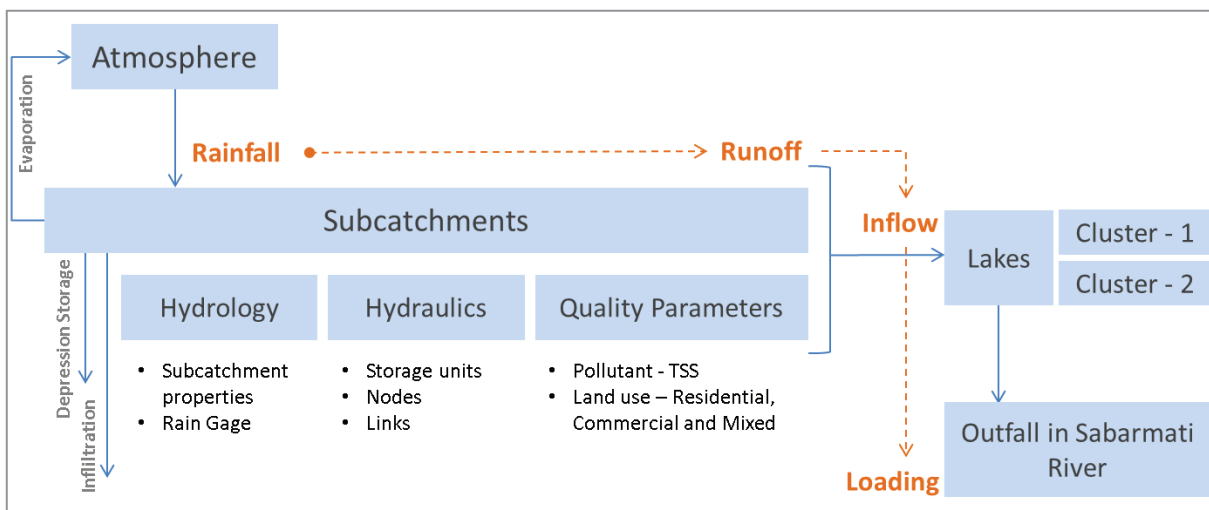 Atmosphere
Evaporation
Rainfall
Runoff
Subcatchments
Inflow
Lakes
Cluster - 1
Cluster - 2
Depression Storage
Infliltration
Hydrology
Hydraulics
Quality Parameters
• Subcatchment
properties
• Rain Gage
• Storage units
• Nodes
• Links
• Pollutant - TSS
• Land use – Residential,
Commercial and Mixed
Loading
Outfall in Sabarmati
River